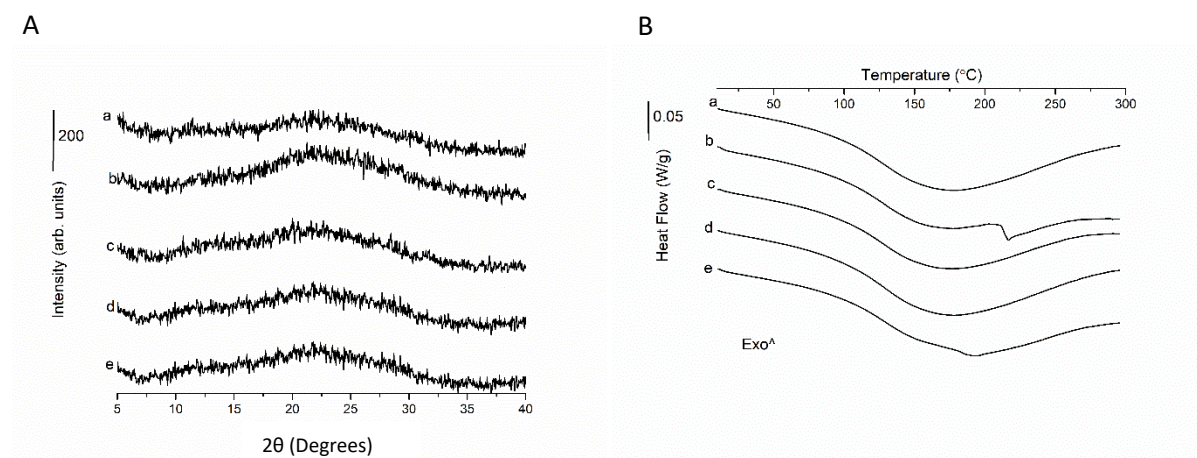 A
a
200
b
c
d
e
Intensity (arb. units)
5 10 15 20 25 30 35 40
2θ (Degrees)
B
Temperature (°C)
50 100 150 200 250 300
a
0.05
b
c
d
e
Heat Flow (W/g)
Exo^